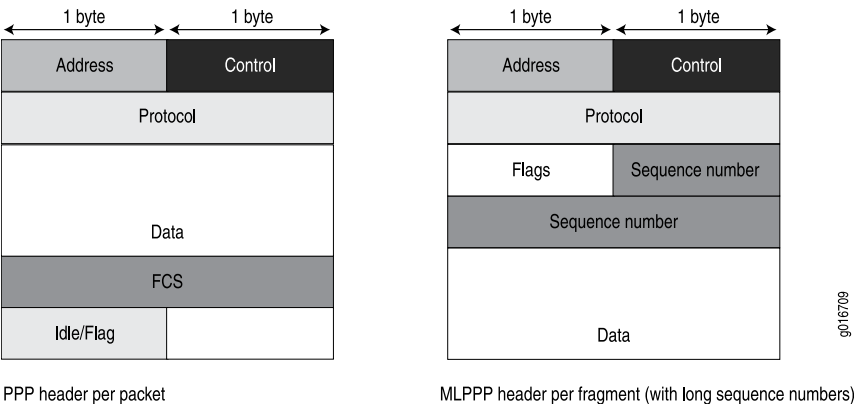 1 byte 1 byte
Address Control
Protocol
Data
FCS
Idle/Flag
PPP header per packet
1 byte 1 byte
Address Control
Protocol
Flags Sequence number
Sequence number
Data
MLPPP header per fragment (with long sequence numbers)
g016709